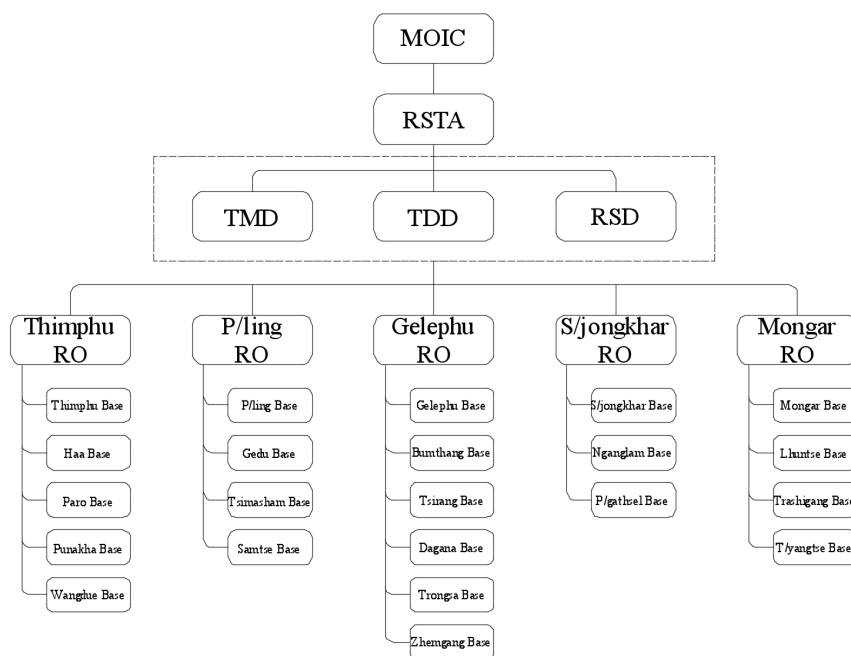 MOIC
RSTA
TMD
TDD
RSD
Thimphu
RO
P/ling
RO
Gelephu
RO
S/jongkhar
RO
Mongar
RO
Thimphu Base
Haa Base
Paro Base
Punakha Base
Wangdue Base
P/ling Base
Gedu Base
Tsimasham Base
Samtse Base
Gelephu Base
Bumthang Base
Tsirang Base
Dagana Base
Trongsa Base
Zhemgang Base
S/jongkhar Base
Nganglam Base
P/gathsel Base
Mongar Base
Lhuntse Base
Trashigang Base
T/yangtse Base